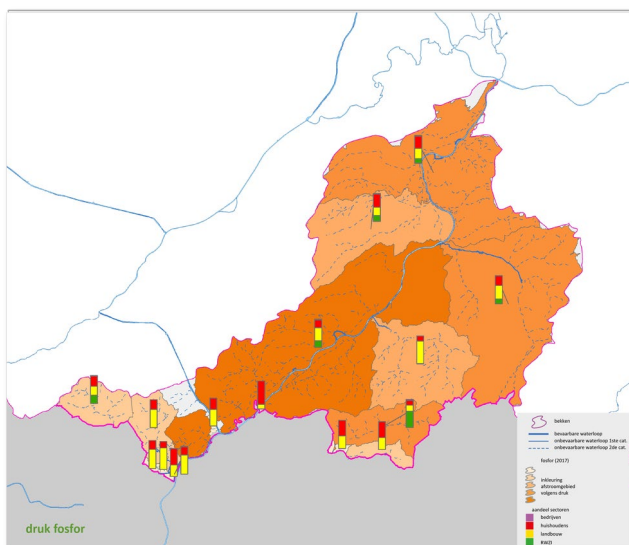 bekken
bevaarbare waterloop
onbevaarbare waterloop 1ste cat.
onbevaarbare waterloop 2de cat.
fosfor (2017)
inkleuring
afstroomgebied
volgens druk
aandeel sectoren
bedrijven
huishoudens
landbouw
RWZI
druk fosfor